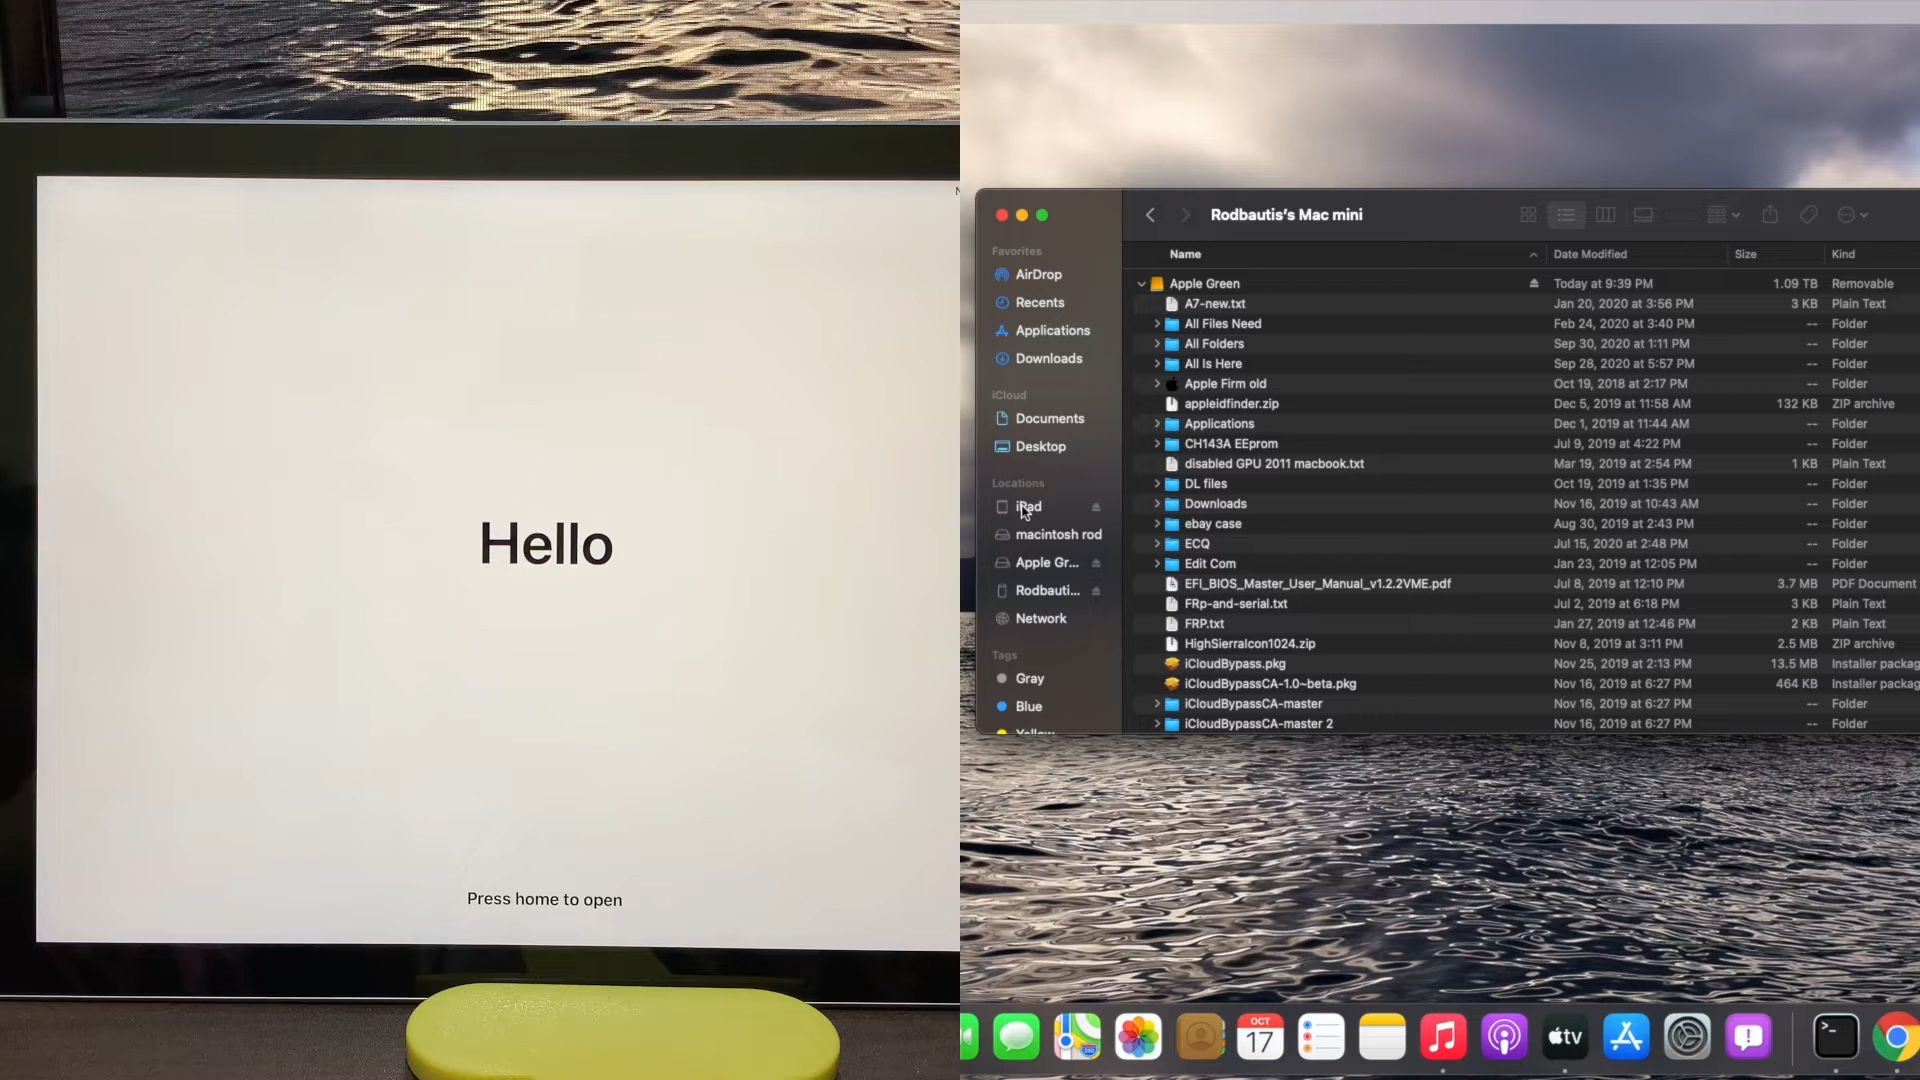 Hello
Press home to open
Rodbautis's Mac mini
Favorites
AirDrop
Recents
Applications
Downloads
iCloud
Documents
Desktop
Locations
iPad
macintosh rod
Apple Gr...
Rodbauti...
Network
Tags
Gray
Blue
Yellow
Name Date Modified Size Kind
Apple Green Today at 9:39 PM 1.09 TB Removable
A7-new.txt Jan 20, 2020 at 3:56 PM 3 KB Plain Text
All Files Need Feb 24, 2020 at 3:40 PM -- Folder
All Folders Sep 30, 2020 at 1:11 PM -- Folder
All Is Here Sep 28, 2020 at 5:57 PM -- Folder
Apple Firm old Oct 19, 2018 at 2:17 PM -- Folder
appleidfinder.zip Dec 5, 2019 at 11:58 AM 132 KB ZIP archive
Applications Dec 1, 2019 at 11:44 AM -- Folder
CH143A EEprom Jul 9, 2019 at 4:22 PM -- Folder
disabled GPU 2011 macbook.txt Mar 19, 2019 at 2:54 PM 1 KB Plain Text
DL files Oct 19, 2018 at 1:35 PM -- Folder
Downloads Nov 16, 2019 at 10:43 AM -- Folder
ebay case Aug 30, 2019 at 2:43 PM -- Folder
ECQ Jul 15, 2020 at 2:48 PM -- Folder
Edit Com Jan 23, 2019 at 12:05 PM -- Folder
EFI_BIOS_Master_User_Manual_v1.2.2VME.pdf Jul 8, 2019 at 12:10 PM 3.7 MB PDF Document
FRp-and-serial.txt Jul 2, 2019 at 6:18 PM 3 KB Plain Text
FRP.txt Jan 27, 2019 at 12:46 PM 2 KB Plain Text
HighSierraIcon1024.zip Nov 8, 2019 at 3:11 PM 2.5 MB ZIP archive
iCloudBypass.pkg Nov 25, 2019 at 2:13 PM 13.5 MB Installer packag
iCloudBypassCA-1.0~beta.pkg Nov 16, 2019 at 6:27 PM 464 KB Installer packag
iCloudBypassCA-master Nov 16, 2019 at 6:27 PM -- Folder
iCloudBypassCA-master 2 Nov 16, 2019 at 6:27 PM -- Folder
OCT
17
tv